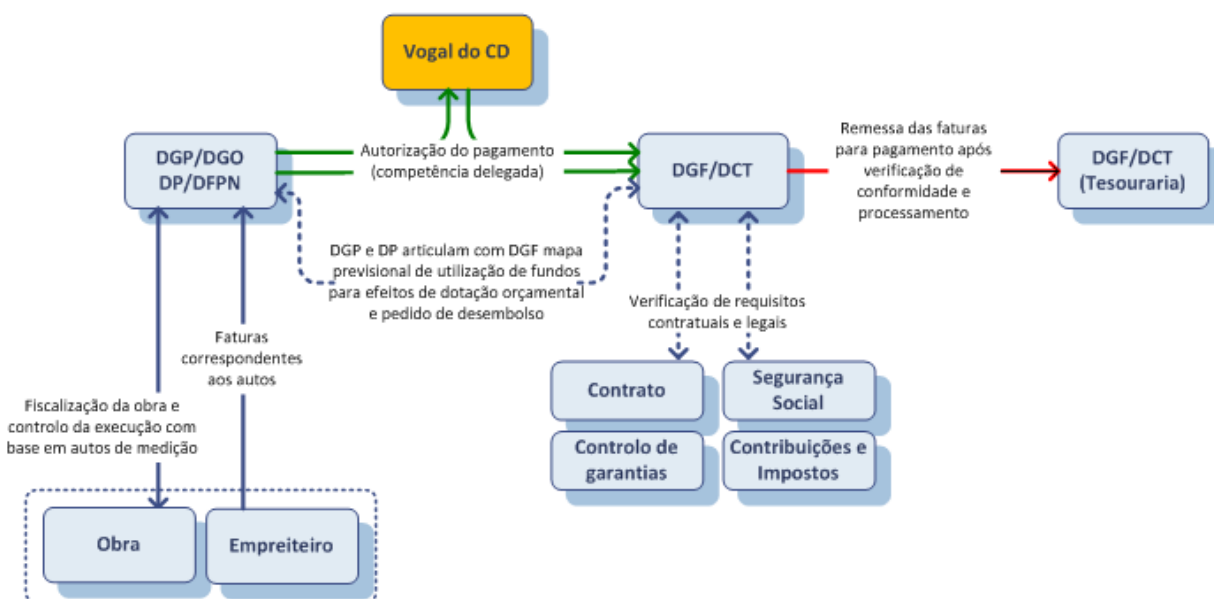 Vogal do CD
DGP/DGO
DP/DFPN
Autorização do pagamento
(competência delegada)
DGF/DCT
Remessa das faturas
para pagamento após
verificação de
conformidade e
processamento
DGF/DCT
(Tesouraria)
DGP e DP articulam com DGF mapa
previsional de utilização de fundos
para efeitos de dotação orçamental
e pedido de desembolso
Verificação de requisitos
contratuais e legais
Faturas
correspondentes
aos autos
Contrato
Segurança
Social
Fiscalização da obra e
controlo da execução com
base em autos de medição
Controlo de
garantias
Contribuições e
Impostos
Obra
Empreiteiro